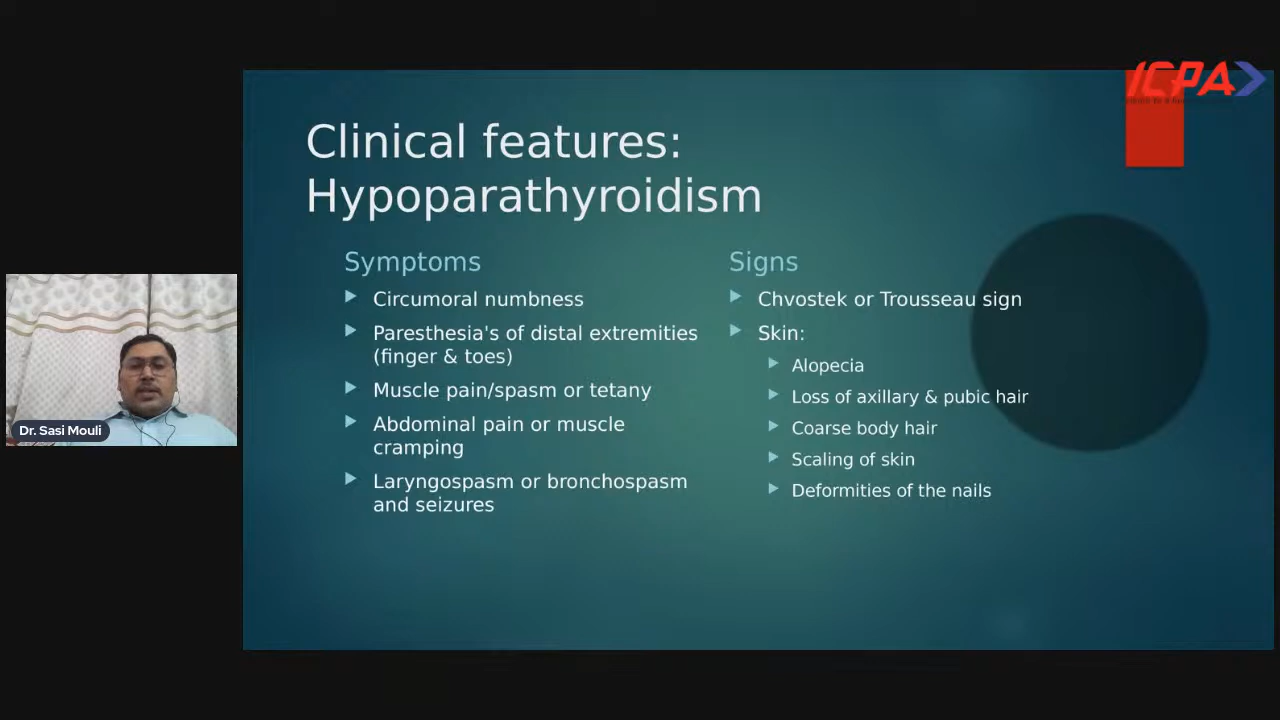 ICPA
Clinical features:
Hypoparathyroidism
Symptoms
Circumoral numbness
Paresthesia's of distal extremities
(finger & toes)
Muscle pain/spasm or tetany
Abdominal pain or muscle
cramping
Laryngospasm or bronchospasm
and seizures
Signs
Chvostek or Trousseau sign
Skin:
Alopecia
Loss of axillary & pubic hair
Coarse body hair
Scaling of skin
Deformities of the nails
Dr. Sasi Mouli